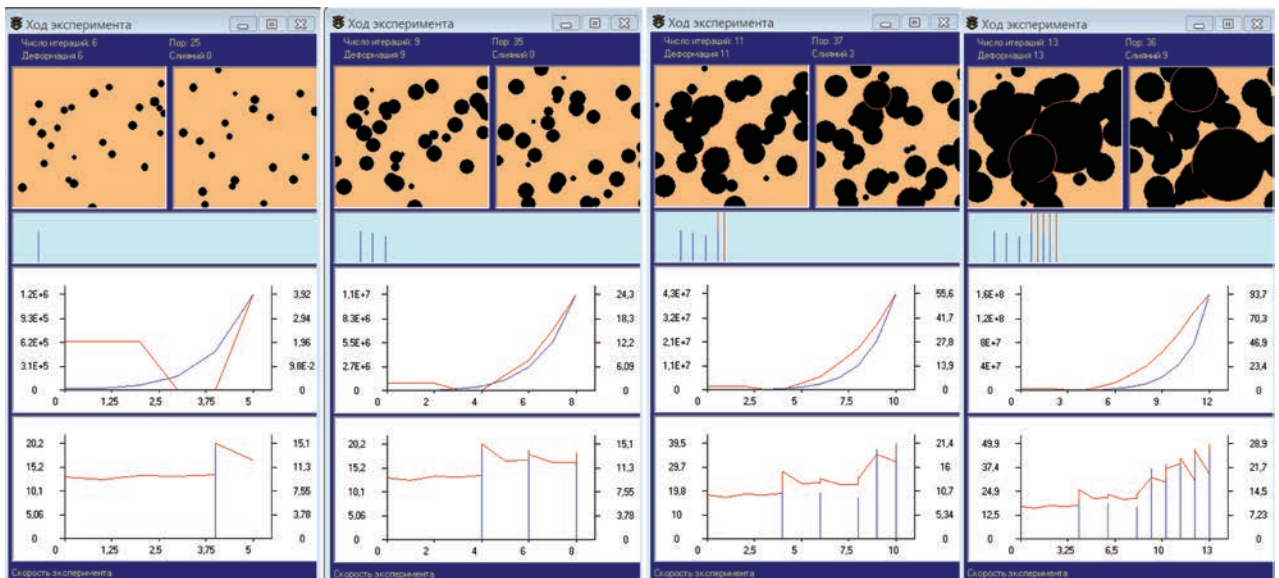 Ход эксперимента
Число итераций: 6 Пор: 25
Деформация 6 Слияний 0
1.2E+6 3.92
9.3E+5 2.94
6.2E+5 1,96
3.1E+5 9.8E-2
0 0
0 1,25 2,5 3,75 5
20,2 15,1
15.2 11,3
10,1 7.55
5,06 3.78
0 0
0 1,25 2,5 3,75 5
Скорость эксперимента
Ход эксперимента
Число итераций: 9 Пор: 35
Деформация 9 Слияний 0
1,1E+7 24,3
8.3E+6 18,3
5.5E+6 12,2
2.7E+6 6,09
0 0
0 2 4 6 8
20,2 15,1
15.2 11,3
10,1 7.55
5,06 3.78
0 0
0 2 4 6 8
Скорость эксперимента
Ход эксперимента
Число итераций: 11 Пор: 37
Деформация 11 Слияний 3
4.3E+7 55,6
3.2E+7 41,7
2.1E+7 27,8
1.1E+7 13,9
0 0
0 2.5 5 7,5 10
39,5 21,4
29,7 16
19,8 10,7
10 5,34
0 0
0 2,5 5 7,5 10
Скорость эксперимента
Ход эксперимента
Число итераций: 13 Пор: 36
Деформация 13 Слияний 9
1,6E+8 93,7
1,2E+8 70,3
8E+7 46,9
4E+7 23,4
0 0
0 3 6 9 12
49,9 28,9
37,4 21,7
24,9 14,5
12,5 7,23
0 0
0 3,25 6,5 10 13
Скорость эксперимента